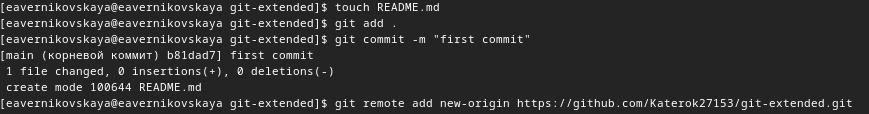 [eavernikovskaya@eavernikovskaya git-extended]$ touch README.md
[eavernikovskaya@eavernikovskaya git-extended]$ git add .
[eavernikovskaya@eavernikovskaya git-extended]$ git commit -m "first commit"
[main (корневой коммит) b81dad7] first commit
 1 file changed, 0 insertions(+), 0 deletions(-)
 create mode 100644 README.md
[eavernikovskaya@eavernikovskaya git-extended]$ git remote add new-origin https://github.com/Katerok27153/git-extended.git